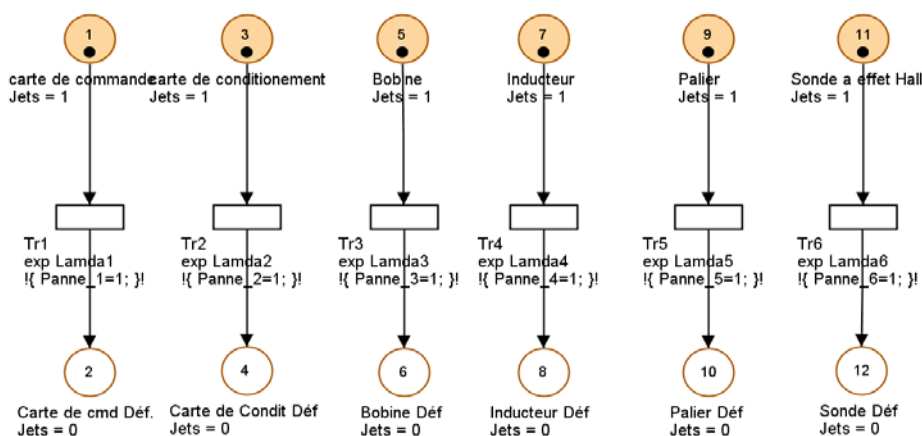 1 3 5 7 9 11
carte de commande carte de conditionement Bobine Inducteur Palier Sonde a effet Hall
Jets = 1 Jets = 1 Jets = 1 Jets = 1 Jets = 1 Jets = 1
Tr1 Tr2 Tr3 Tr4 Tr5 Tr6
exp Lamda1 exp Lamda2 exp Lamda3 exp Lamda4 exp Lamda5 exp Lamda6
!{ Panne_1=1; }! !{ Panne_2=1; }! !{ Panne_3=1; }! !{ Panne_4=1; }! !{ Panne_5=1; }! !{ Panne_6=1; }!
2 4 6 8 10 12
Carte de cmd Déf. Carte de Condit Déf Bobine Déf Inducteur Déf Palier Déf Sonde Déf
Jets = 0 Jets = 0 Jets = 0 Jets = 0 Jets = 0 Jets = 0